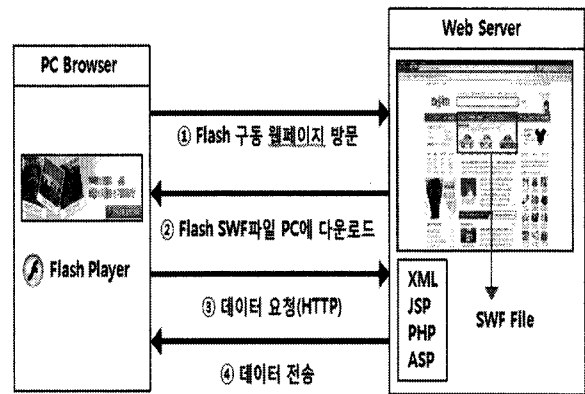 PC Browser
Flash Player
① Flash 구동 웹페이지 방문
② Flash SWF파일 PC에 다운로드
③ 데이터 요청(HTTP)
④ 데이터 전송
Web Server
XML
JSP
PHP
ASP
SWF File